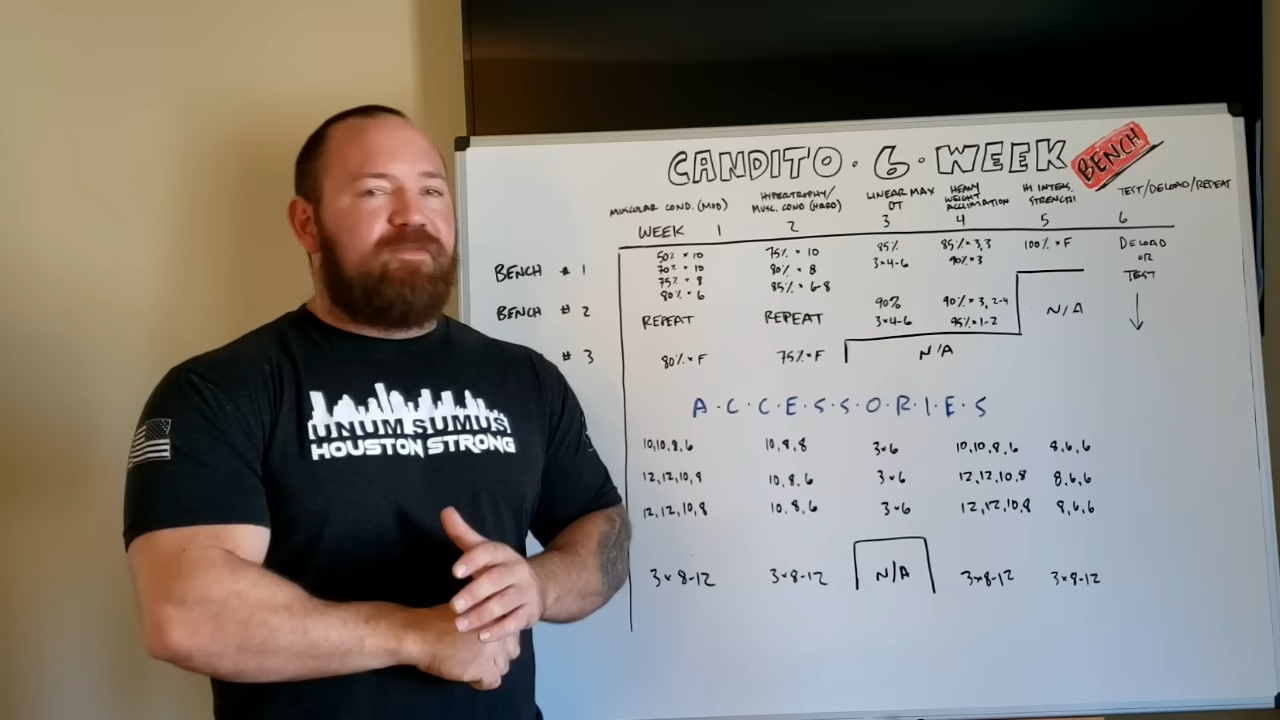 CANDITO · 6 · WEEK BENCH
MUSCULAR COND. (MOD) HYPERTROPHY/ MUSC. COND (HARD) LINEAR MAX OT HEAVY WEIGHT ACCLIMATION HI INTENS. STRENGTH TEST/DELOAD/REPEAT
WEEK 1 2 3 4 5 6
BENCH # 1
50% × 10
70% × 10
75% × 8
80% × 6
75% × 10
80% × 8
85% × 6-8
85%
3×4-6
85% × 3,3
90% × 3
100% × F
DELOAD
OR
TEST
BENCH # 2
REPEAT
REPEAT
90%
3×4-6
90% × 3, 2-4
95% × 1-2
N/A
# 3
80% × F
75% × F
N/A
A·C·C·E·S·S·O·R·I·E·S
10,10,8,6 10,8,8 3×6 10,10,8,6 8,6,6
12,12,10,8 10,8,6 3×6 12,12,10,8 8,6,6
12,12,10,8 10,8,6 3×6 12,12,10,8 8,6,6
3×8-12 3×8-12 N/A 3×8-12 3×8-12
UNUM SUMUS
HOUSTON STRONG